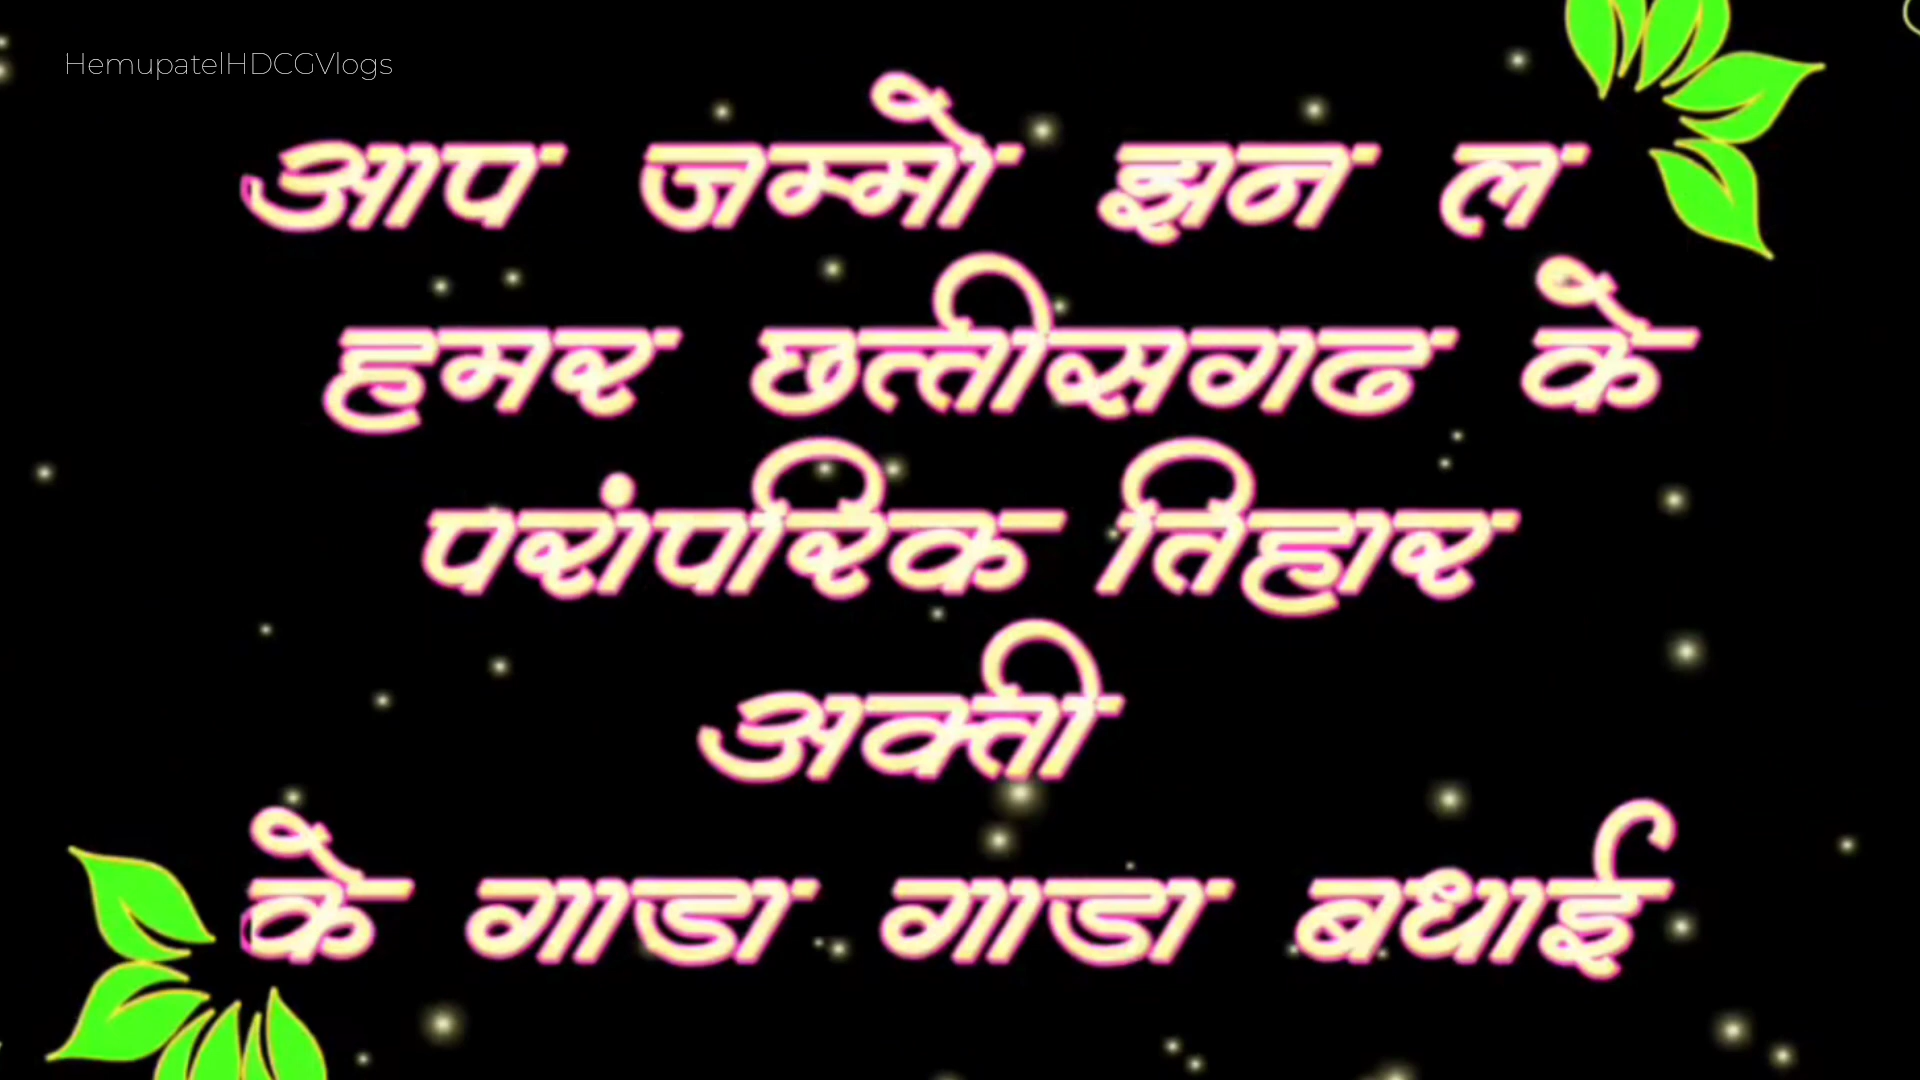 HemupatelHDCGVlogs
आप जम्मो झन ल
हमर छत्तीसगढ के
परांपरिक तिहार
अक्ती
के गाडा गाडा बधाई